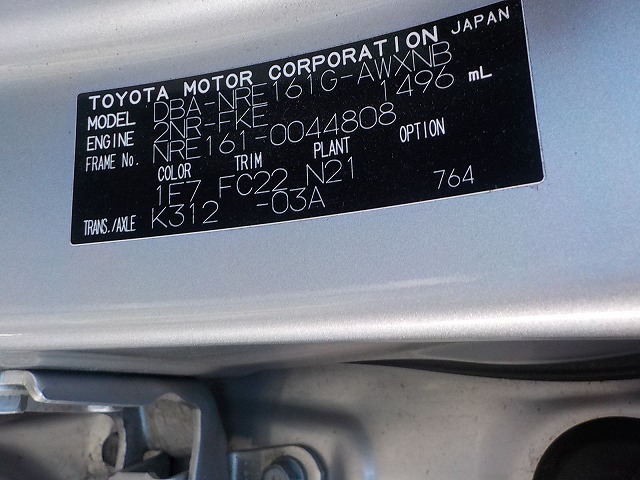 TOYOTA MOTOR CORPORATION JAPAN
MODEL DBA-NRE161G-AWXNB
ENGINE 2NR-FKE 1496 mL
FRAME No. NRE161-0044808
COLOR TRIM PLANT OPTION
1F7 FC22 N21
TRANS./AXLE K312 -03A 764